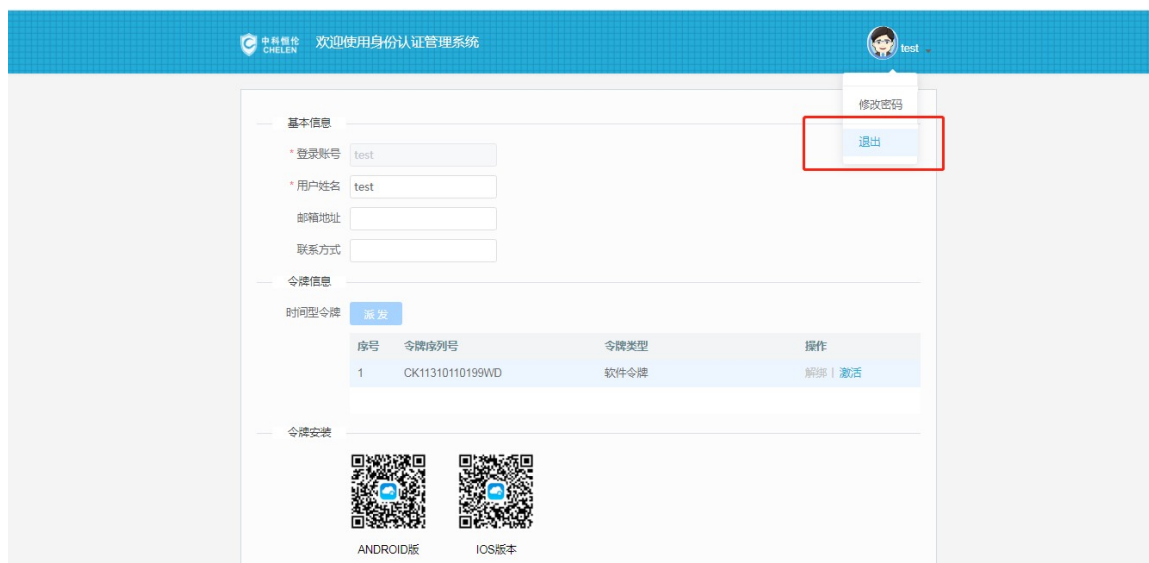 中科恒伦 CHELEN 欢迎使用身份认证管理系统 test
修改密码
退出
基本信息
* 登录账号 test
* 用户姓名 test
邮箱地址
联系方式
令牌信息
时间型令牌 派发
序号 令牌序列号 令牌类型 操作
1 CK11310110199WD 软件令牌 解绑 | 激活
令牌安装
ANDROID版 IOS版本